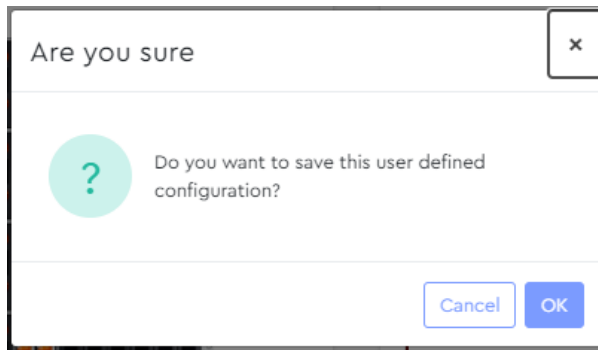 Are you sure
×
?
Do you want to save this user defined
configuration?
Cancel
OK